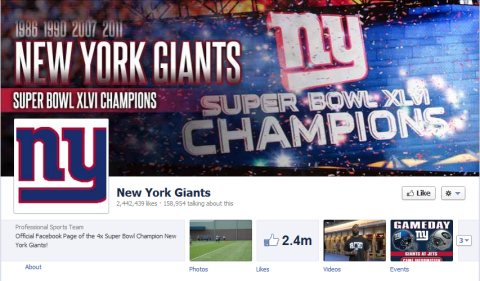 1986 1990 2007 2011
NEW YORK GIANTS
SUPER BOWL XLVI CHAMPIONS
ny
SUPER BOWL XLVI
CHAMPIONS
ny
New York Giants
2,442,439 likes · 158,954 talking about this
Like
Professional Sports Team
Official Facebook Page of the 4x Super Bowl Champion New
York Giants!
About
2.4m
GAMEDAY
GIANTS AT JETS
3
Photos
Likes
Videos
Events